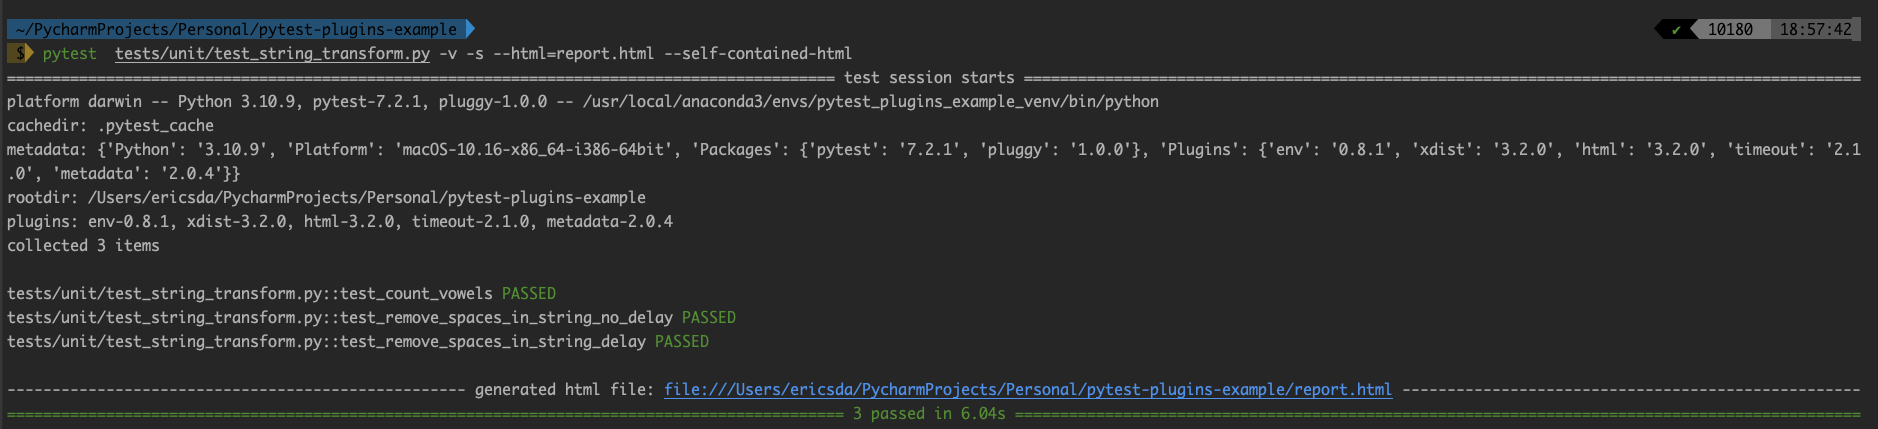 ~/PycharmProjects/Personal/pytest-plugins-example ✔ 10180 18:57:42
$ pytest tests/unit/test_string_transform.py -v -s --html=report.html --self-contained-html
============================================================================================ test session starts =============================================================================================
platform darwin -- Python 3.10.9, pytest-7.2.1, pluggy-1.0.0 -- /usr/local/anaconda3/envs/pytest_plugins_example_venv/bin/python
cachedir: .pytest_cache
metadata: {'Python': '3.10.9', 'Platform': 'macOS-10.16-x86_64-i386-64bit', 'Packages': {'pytest': '7.2.1', 'pluggy': '1.0.0'}, 'Plugins': {'env': '0.8.1', 'xdist': '3.2.0', 'html': '3.2.0', 'timeout': '2.1
.0', 'metadata': '2.0.4'}}
rootdir: /Users/ericsda/PycharmProjects/Personal/pytest-plugins-example
plugins: env-0.8.1, xdist-3.2.0, html-3.2.0, timeout-2.1.0, metadata-2.0.4
collected 3 items
tests/unit/test_string_transform.py::test_count_vowels PASSED
tests/unit/test_string_transform.py::test_remove_spaces_in_string_no_delay PASSED
tests/unit/test_string_transform.py::test_remove_spaces_in_string_delay PASSED
--------------------------------------------------- generated html file: file:///Users/ericsda/PycharmProjects/Personal/pytest-plugins-example/report.html ---------------------------------------------------
============================================================================================= 3 passed in 6.04s ==============================================================================================